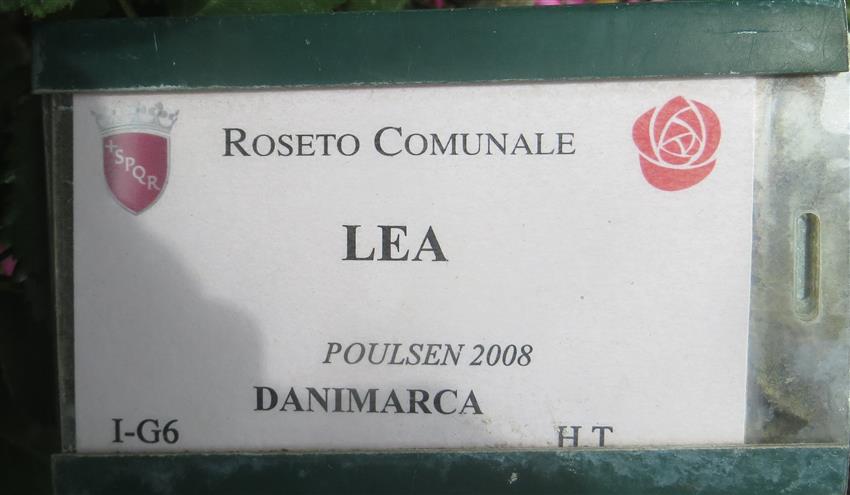 ROSETO COMUNALE
SPQR
LEA
POULSEN 2008
DANIMARCA
I-G6
H T